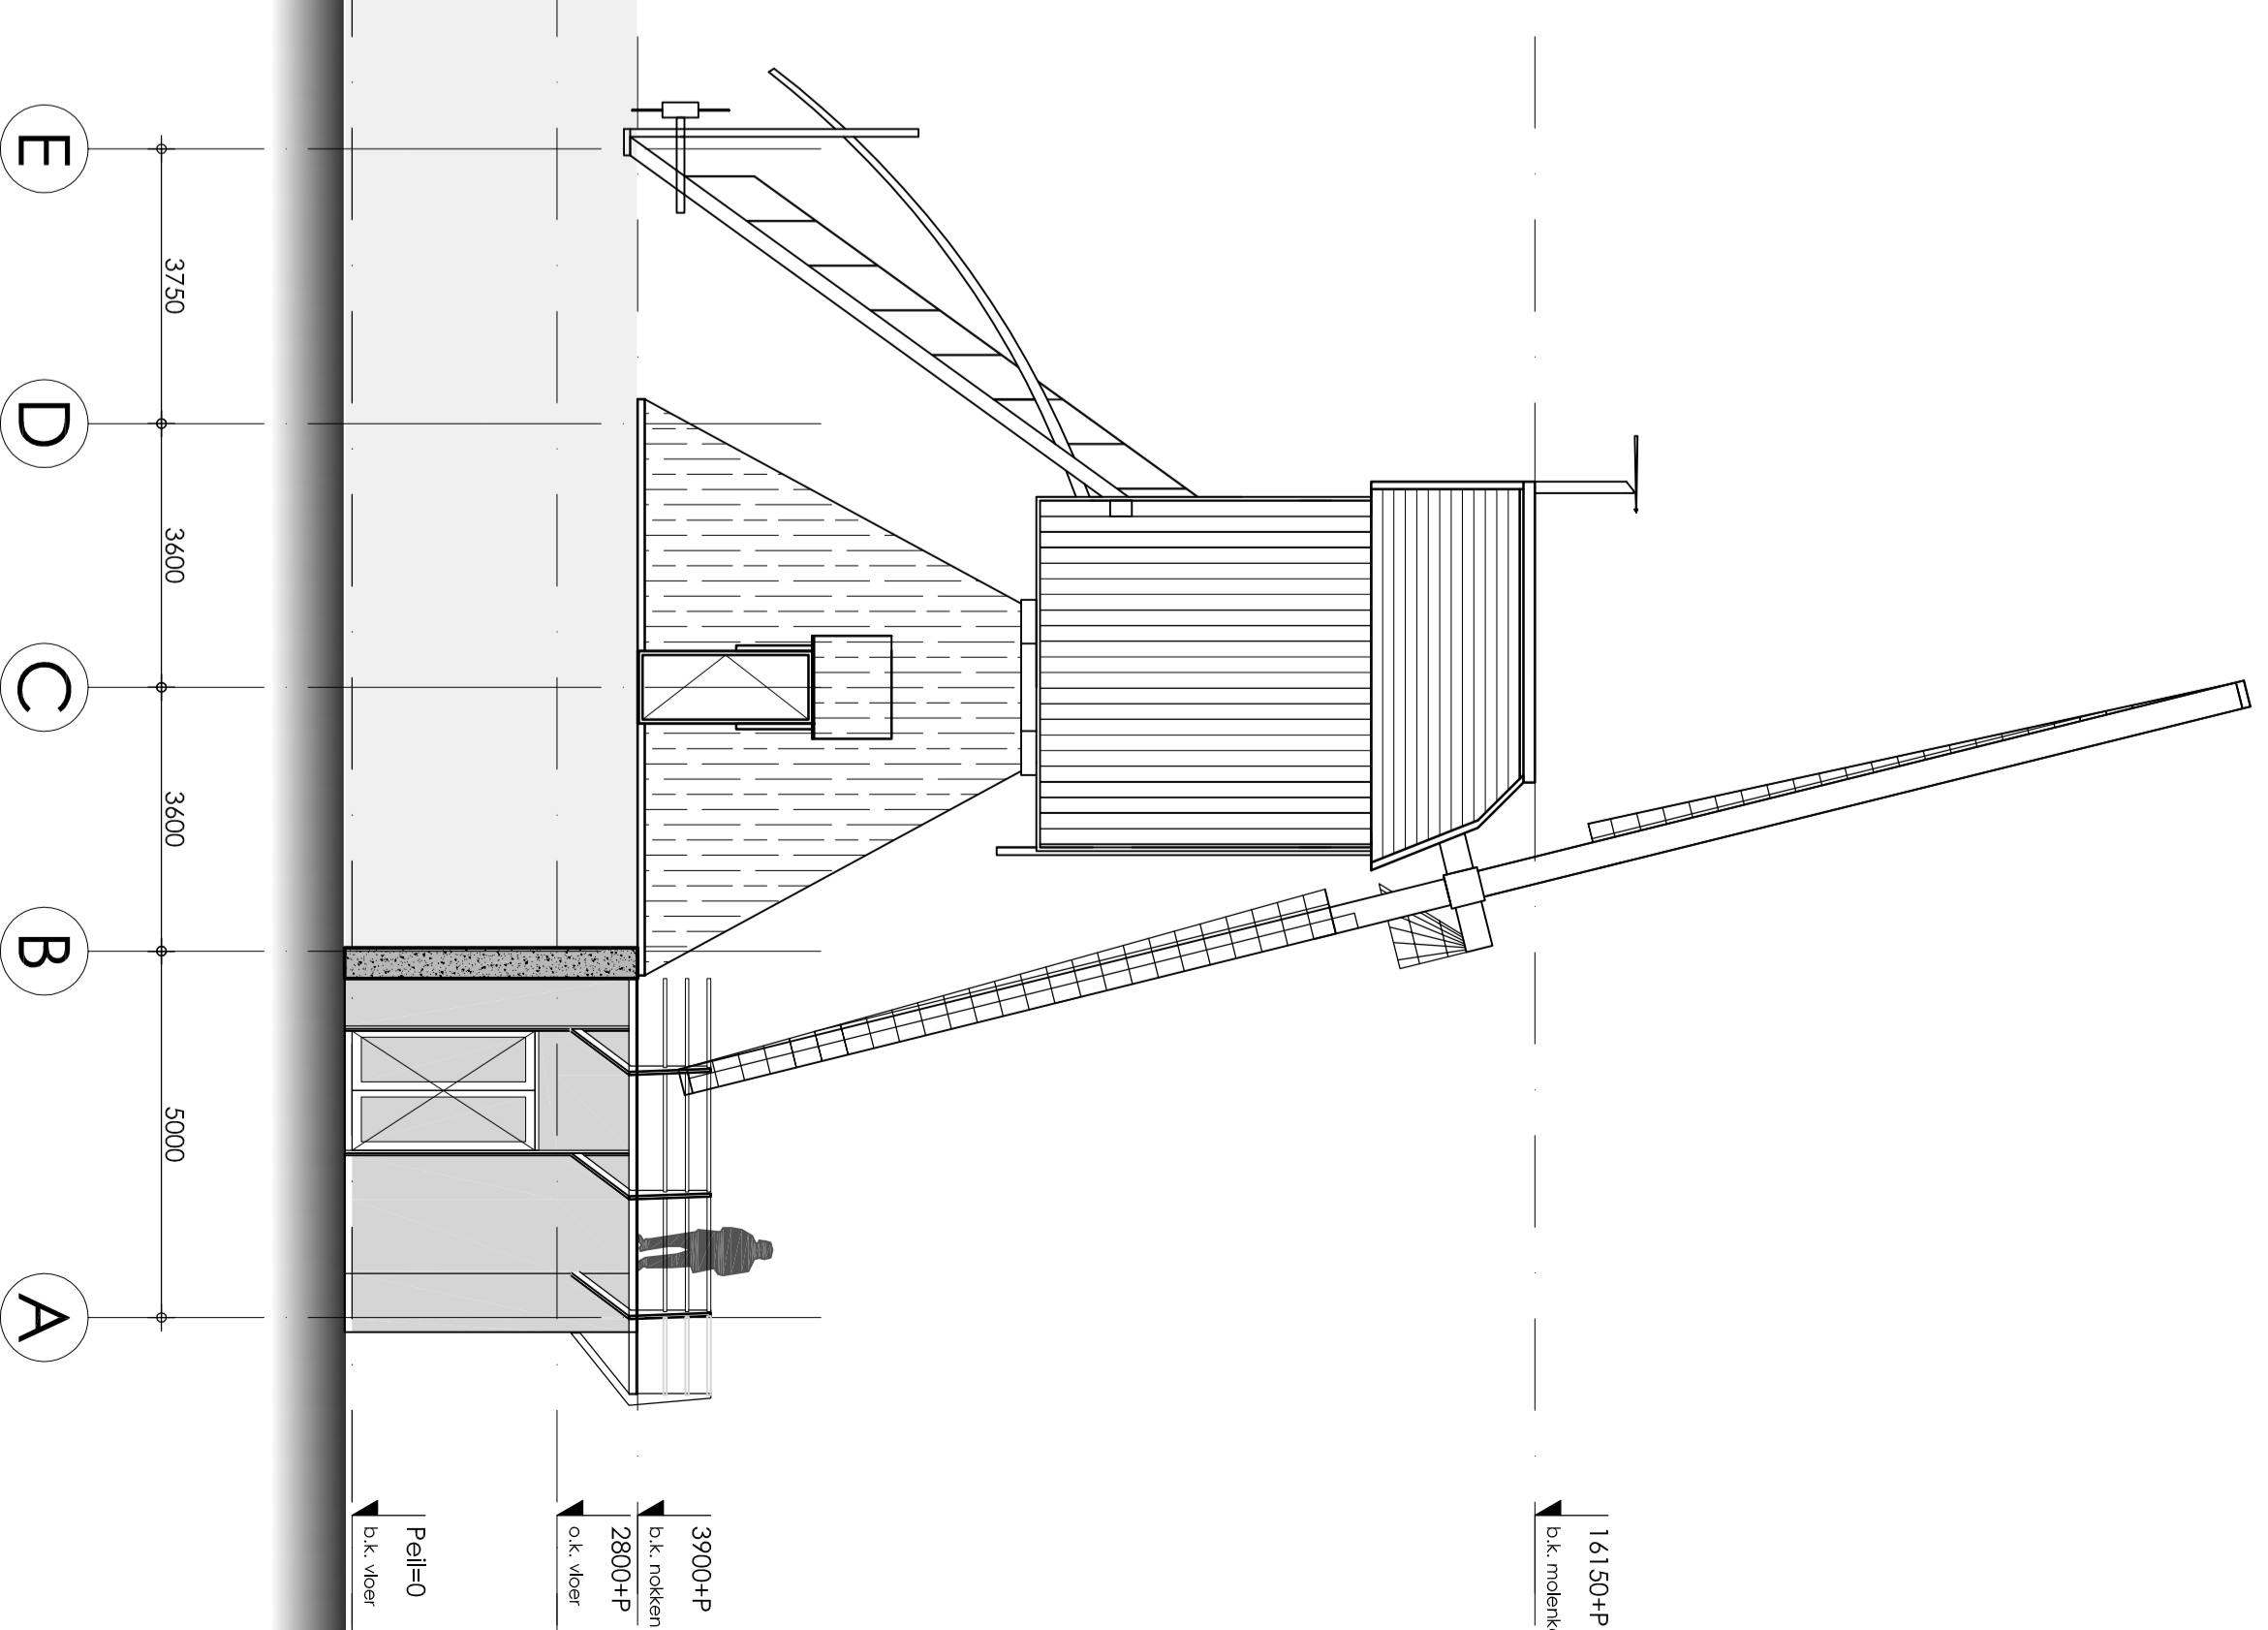 16150+P
3900+P
b.k. nokken
2800+P
o.k. vloer
Peil=0
b.k. vloer
3750
3600
3600
5000
E
D
C
B
A